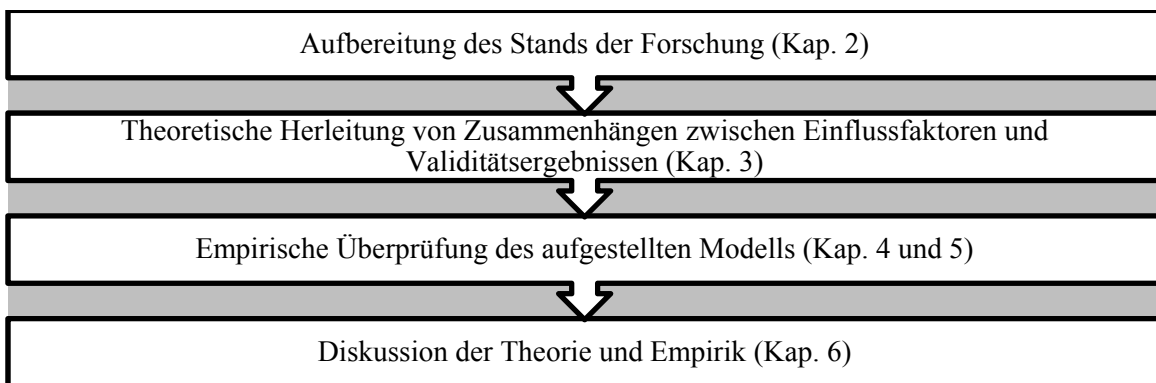 Aufbereitung des Stands der Forschung (Kap. 2)
Theoretische Herleitung von Zusammenhängen zwischen Einflussfaktoren und
Validitätsergebnissen (Kap. 3)
Empirische Überprüfung des aufgestellten Modells (Kap. 4 und 5)
Diskussion der Theorie und Empirik (Kap. 6)